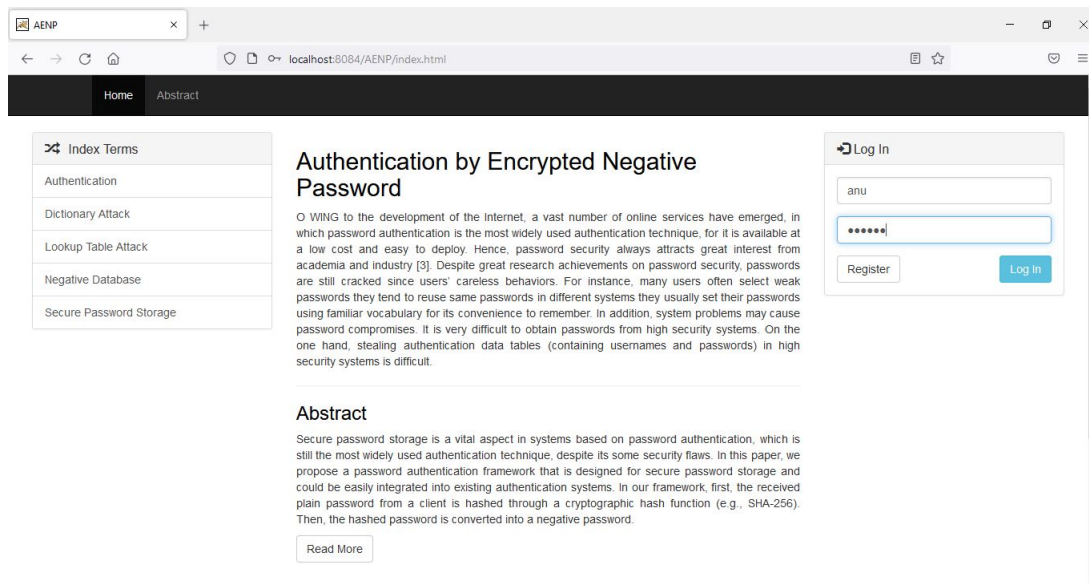 AENP
localhost:8084/AENP/index.html
Home Abstract
Index Terms
Authentication
Dictionary Attack
Lookup Table Attack
Negative Database
Secure Password Storage
Authentication by Encrypted Negative
Password
O WING to the development of the Internet, a vast number of online services have emerged, in
which password authentication is the most widely used authentication technique, for it is available at
a low cost and easy to deploy. Hence, password security always attracts great interest from
academia and industry [3]. Despite great research achievements on password security, passwords
are still cracked since users' careless behaviors. For instance, many users often select weak
passwords they tend to reuse same passwords in different systems they usually set their passwords
using familiar vocabulary for its convenience to remember. In addition, system problems may cause
password compromises. It is very difficult to obtain passwords from high security systems. On the
one hand, stealing authentication data tables (containing usernames and passwords) in high
security systems is difficult.
Abstract
Secure password storage is a vital aspect in systems based on password authentication, which is
still the most widely used authentication technique, despite its some security flaws. In this paper, we
propose a password authentication framework that is designed for secure password storage and
could be easily integrated into existing authentication systems. In our framework, first, the received
plain password from a client is hashed through a cryptographic hash function (e.g., SHA-256).
Then, the hashed password is converted into a negative password.
Read More
Log In
anu
••••••
Register Log In